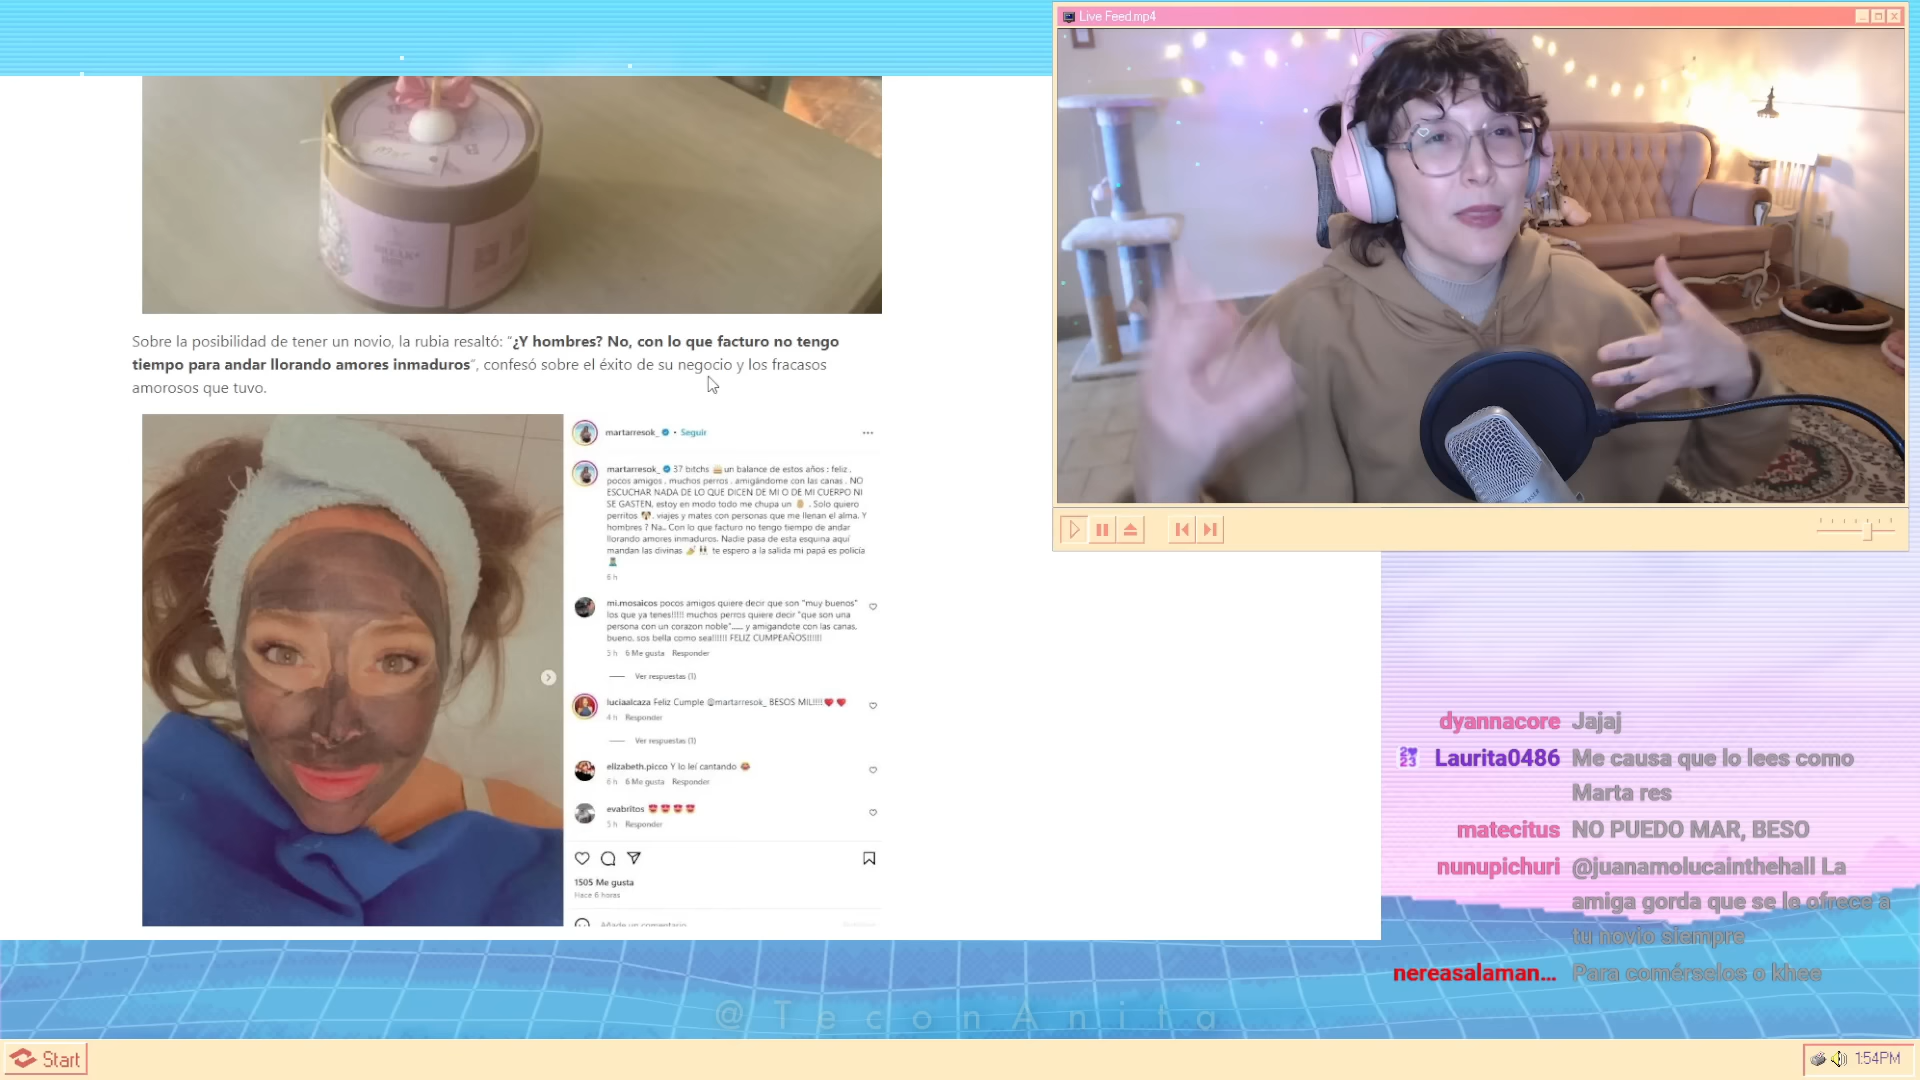 Live Feed.mp4
Sobre la posibilidad de tener un novio, la rubia resaltó: “¿Y hombres? No, con lo que facturo no tengo
tiempo para andar llorando amores inmaduros”, confesó sobre el éxito de su negocio y los fracasos
amorosos que tuvo.
martarresok_ • Seguir
martarresok_ 37 bitchs 🍰un balance de estos años : feliz .
pocos amigos . muchos perros . amigándome con las canas . NO
ESCUCHAR NADA DE LO QUE DICEN DE MI O DE MI CUERPO NI
SE GASTEN, estoy en modo todo me chupa un . Solo quiero
perritos , viajes y mates con personas que me llenan el alma. Y
hombres ? Na.. Con lo que facturo no tengo tiempo de andar
llorando amores inmaduros. Nadie pasa de esta esquina aquí
mandan las divinas te espero a la salida mi papá es policía
6 h
mi.mosaicos pocos amigos quiere decir que son "muy buenos"
los que ya tenes!!!!! muchos perros quiere decir "que son una
persona con un corazon noble"...... y amigandote con las canas,
bueno, sos bella como sea!!!!!! FELIZ CUMPEAÑOS!!!!!!
5 h 6 Me gusta Responder
Ver respuestas (1)
luciaalcaza Feliz Cumple @martarresok_ BESOS MIL!!!!❤️ ❤️
4 h Responder
Ver respuestas (1)
elizabeth.picco Y lo leí cantando
6 h 6 Me gusta Responder
evabritos 😍😍😍😍
5 h Responder
1505 Me gusta
Hace 6 horas
Añade un comentario
dyannacore Jajaj
Laurita0486 Me causa que lo lees como
Marta res
matecitus NO PUEDO MAR, BESO
nunupichuri @juanamolucainthehall La
amiga gorda que se le ofrece a
tu novio siempre
nereasalaman... Para comérselos o khee
@TeconAnita
Start
1:54PM